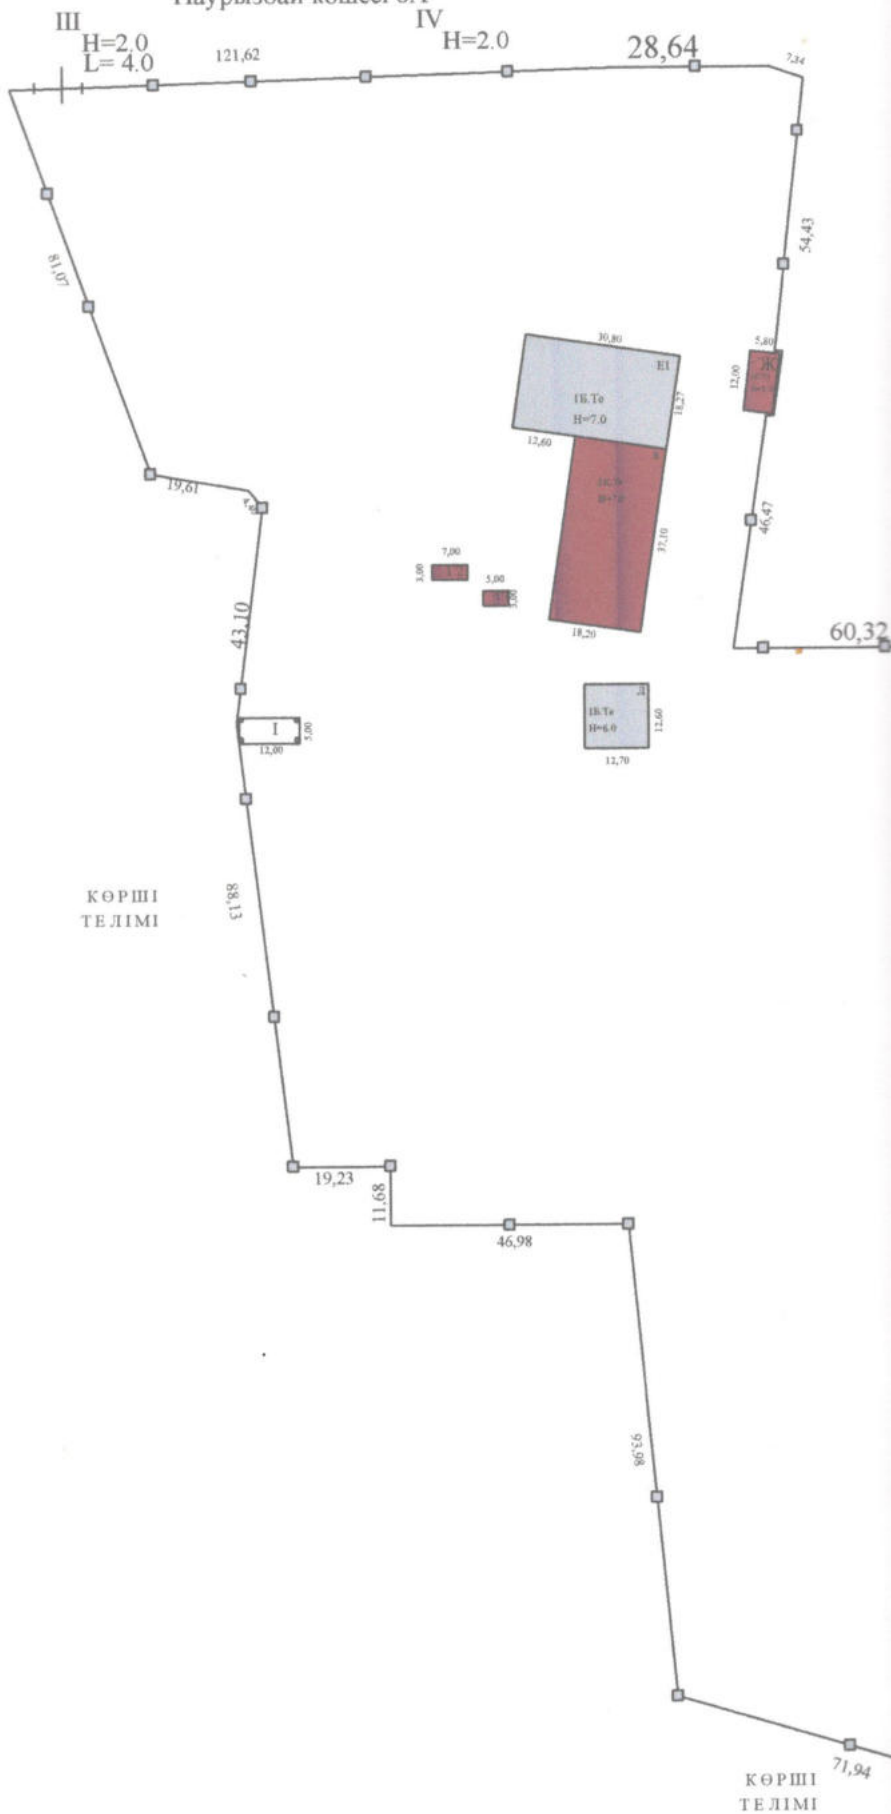 III
IV
H=2.0
H=2.0
L= 4.0
121,62
28,64
7,34
54,43
81,07
30,80
E1
1Б.Те
H=7.0
18,27
5,80
12,00
Ж
12,60
19,61
46,47
37,10
7,00
3,00
5,00
3,00
18,20
43,10
60,32
I
5,00
12,00
1Б.Те
H=6.0
12,60
12,70
КӨРШІ
ТЕЛІМІ
88,13
19,23
11,68
46,98
93,98
71,94
КӨРШІ
ТЕЛІМІ